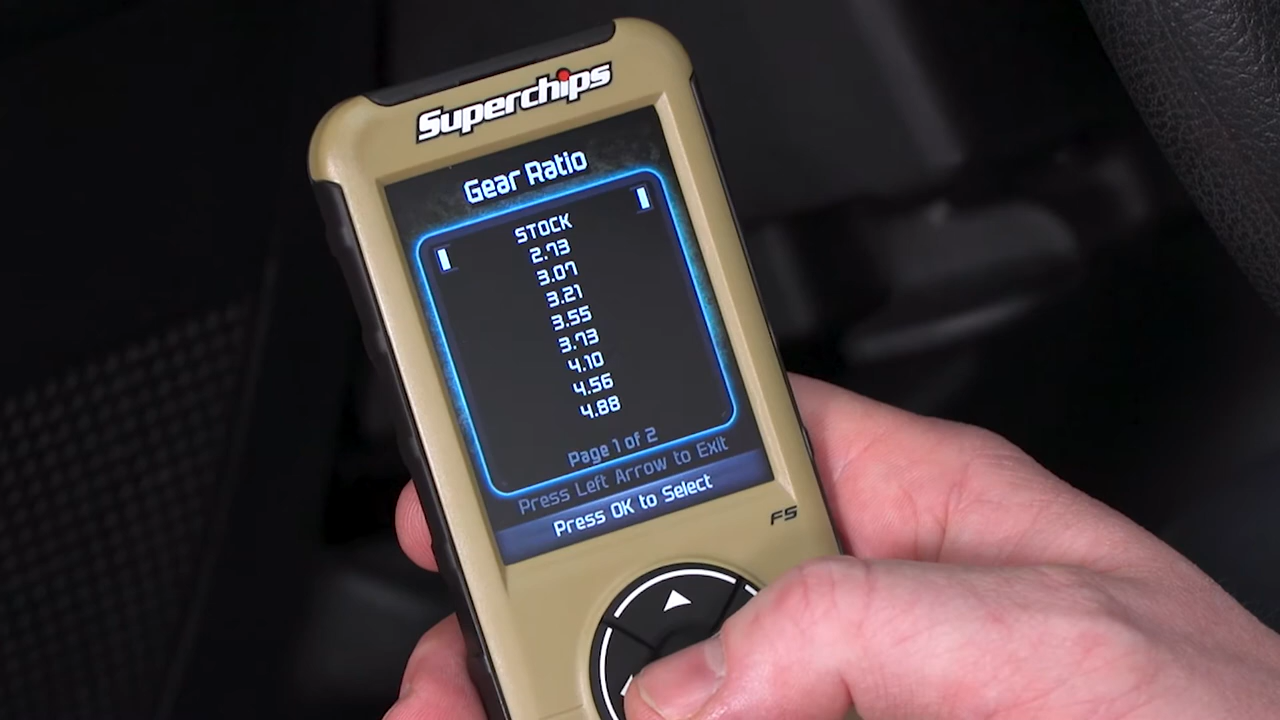 Superchips
Gear Ratio
STOCK
2.73
3.07
3.21
3.55
3.73
4.10
4.56
4.88
Page 1 of 2
Press Left Arrow to Exit
Press OK to Select
F5